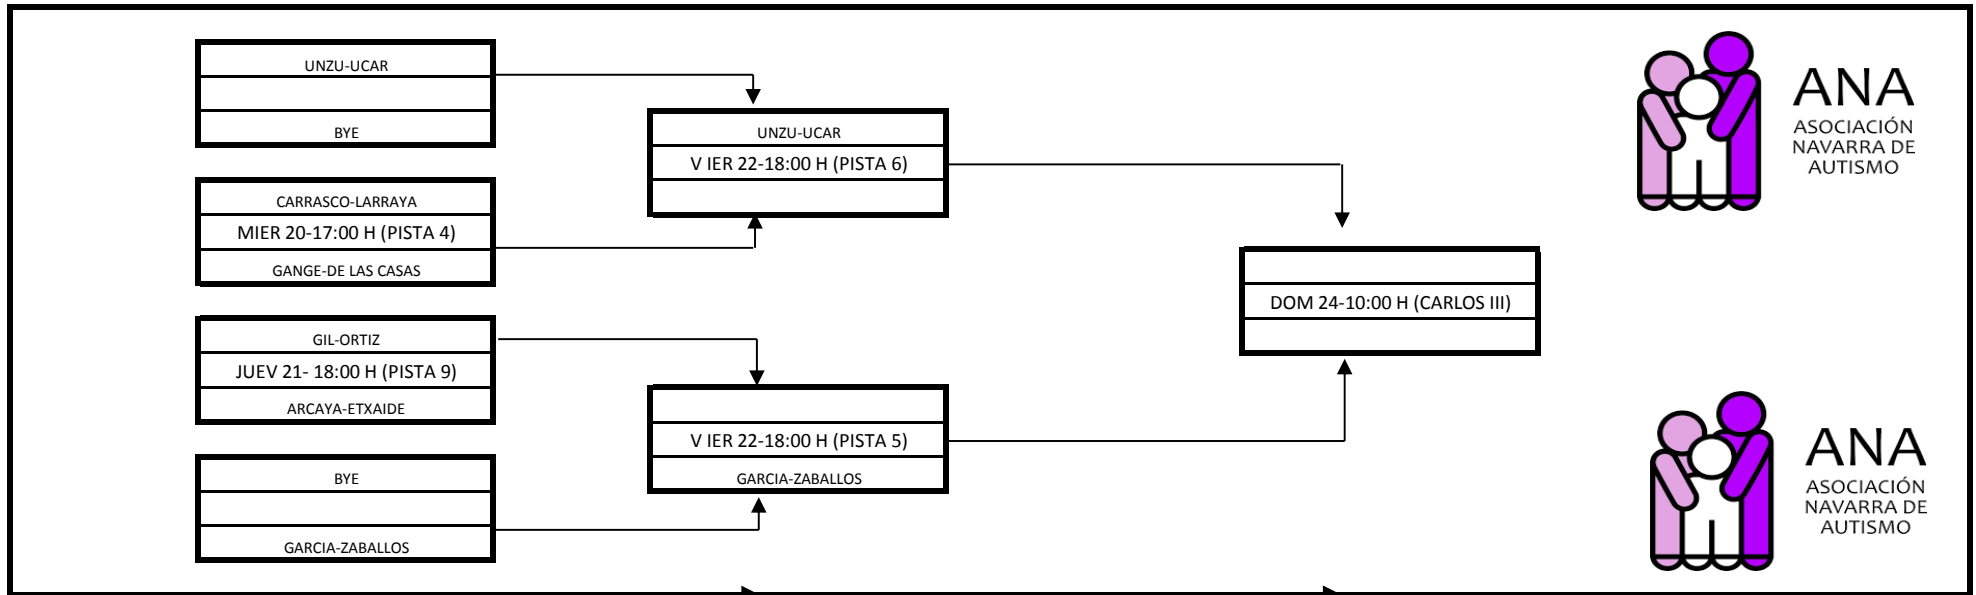 UNZU-UCAR
BYE
CARRASCO-LARRAYA
MIER 20-17:00 H (PISTA 4)
GANGE-DE LAS CASAS
GIL-ORTIZ
JUEV 21- 18:00 H (PISTA 9)
ARCAYA-ETXAIDE
BYE
GARCIA-ZABALLOS
UNZU-UCAR
V IER 22-18:00 H (PISTA 6)
V IER 22-18:00 H (PISTA 5)
GARCIA-ZABALLOS
DOM 24-10:00 H (CARLOS III)
ANA
ASOCIACIÓN
NAVARRA DE
AUTISMO
ANA
ASOCIACIÓN
NAVARRA DE
AUTISMO